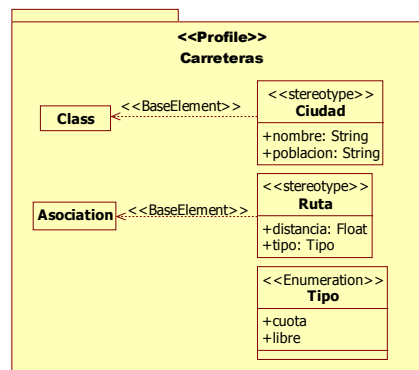 <<Profile>>
Carreteras
<<stereotype>>
Ciudad
+nombre: String
+poblacion: String
<<BaseElement>>
Class
<<stereotype>>
Ruta
+distancia: Float
+tipo: Tipo
<<BaseElement>>
Asociation
<<Enumeration>>
Tipo
+cuota
+libre